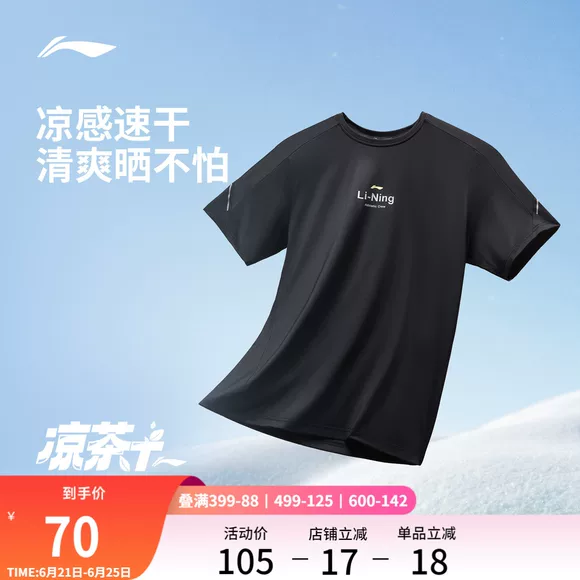 凉感速干
清爽晒不怕
Li-Ning
凉茶
到手价
¥
70
TIME:6月21日-6月25日
叠满399-88 | 499-125 | 600-142
活动价 店铺立减 单品立减
105 — 17 — 18